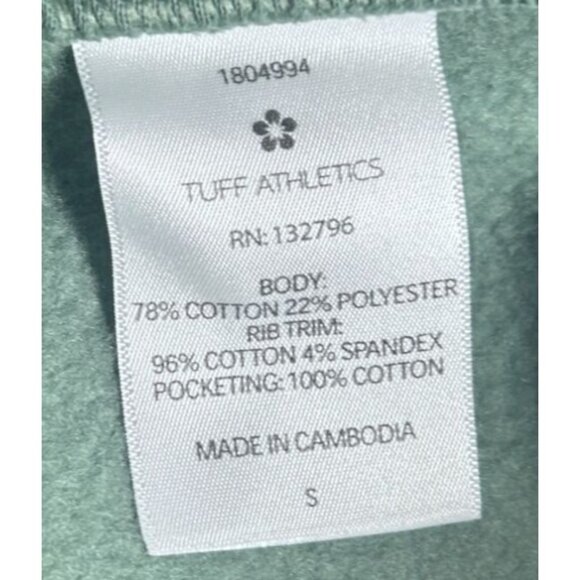 1804994
TUFF ATHLETICS
RN: 132796
BODY:
78% COTTON 22% POLYESTER
RIB TRIM:
96% COTTON 4% SPANDEX
POCKETING: 100% COTTON
MADE IN CAMBODIA
S